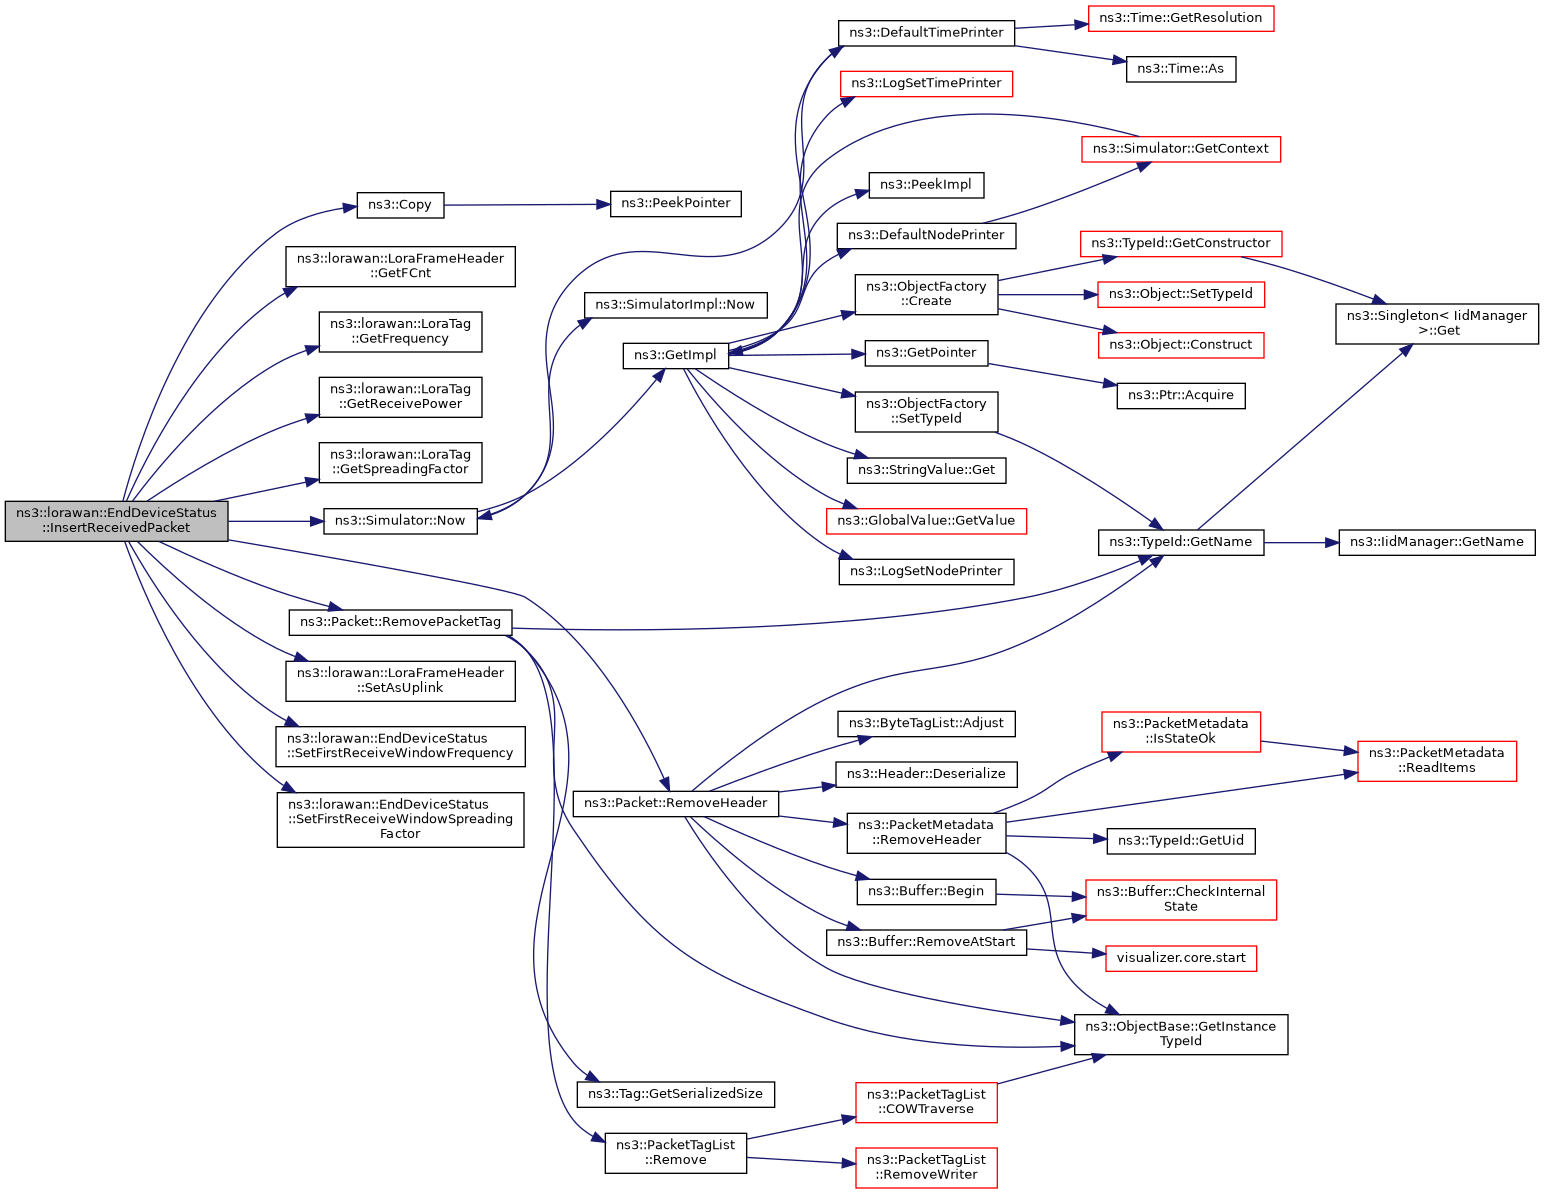 ns3::lorawan::EndDeviceStatus
::InsertReceivedPacket
ns3::Copy
ns3::PeekPointer
ns3::lorawan::LoraFrameHeader
::GetFCnt
ns3::lorawan::LoraTag
::GetFrequency
ns3::lorawan::LoraTag
::GetReceivePower
ns3::lorawan::LoraTag
::GetSpreadingFactor
ns3::Simulator::Now
ns3::Packet::RemovePacketTag
ns3::lorawan::LoraFrameHeader
::SetAsUplink
ns3::lorawan::EndDeviceStatus
::SetFirstReceiveWindowFrequency
ns3::lorawan::EndDeviceStatus
::SetFirstReceiveWindowSpreading
Factor
ns3::SimulatorImpl::Now
ns3::GetImpl
ns3::Packet::RemoveHeader
ns3::Tag::GetSerializedSize
ns3::PacketTagList
::Remove
ns3::DefaultTimePrinter
ns3::LogSetTimePrinter
ns3::PeekImpl
ns3::DefaultNodePrinter
ns3::ObjectFactory
::Create
ns3::GetPointer
ns3::ObjectFactory
::SetTypeId
ns3::StringValue::Get
ns3::GlobalValue::GetValue
ns3::LogSetNodePrinter
ns3::ByteTagList::Adjust
ns3::Header::Deserialize
ns3::PacketMetadata
::RemoveHeader
ns3::Buffer::Begin
ns3::Buffer::RemoveAtStart
ns3::PacketTagList
::COWTraverse
ns3::PacketTagList
::RemoveWriter
ns3::Time::GetResolution
ns3::Time::As
ns3::Simulator::GetContext
ns3::TypeId::GetConstructor
ns3::Object::SetTypeId
ns3::Object::Construct
ns3::Ptr::Acquire
ns3::TypeId::GetName
ns3::PacketMetadata
::IsStateOk
ns3::TypeId::GetUid
ns3::Buffer::CheckInternal
State
visualizer.core.start
ns3::ObjectBase::GetInstance
TypeId
ns3::Singleton< IidManager
>::Get
ns3::IidManager::GetName
ns3::PacketMetadata
::ReadItems